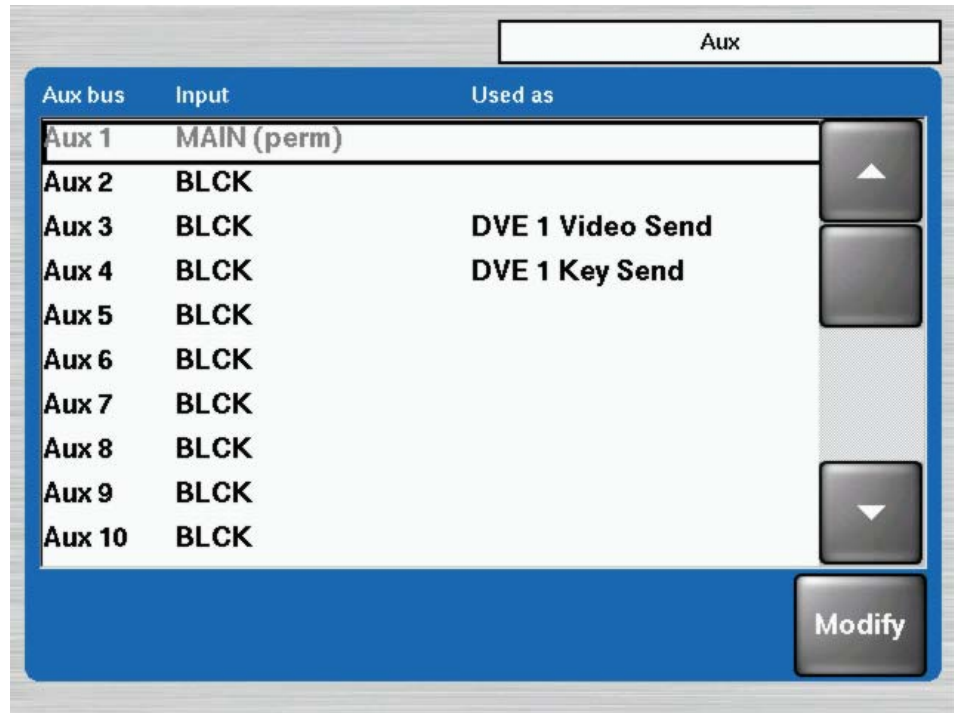 Aux
Aux bus Input Used as
Aux 1 MAIN (perm)
Aux 2 BLCK
Aux 3 BLCK DVE 1 Video Send
Aux 4 BLCK DVE 1 Key Send
Aux 5 BLCK
Aux 6 BLCK
Aux 7 BLCK
Aux 8 BLCK
Aux 9 BLCK
Aux 10 BLCK
Modify